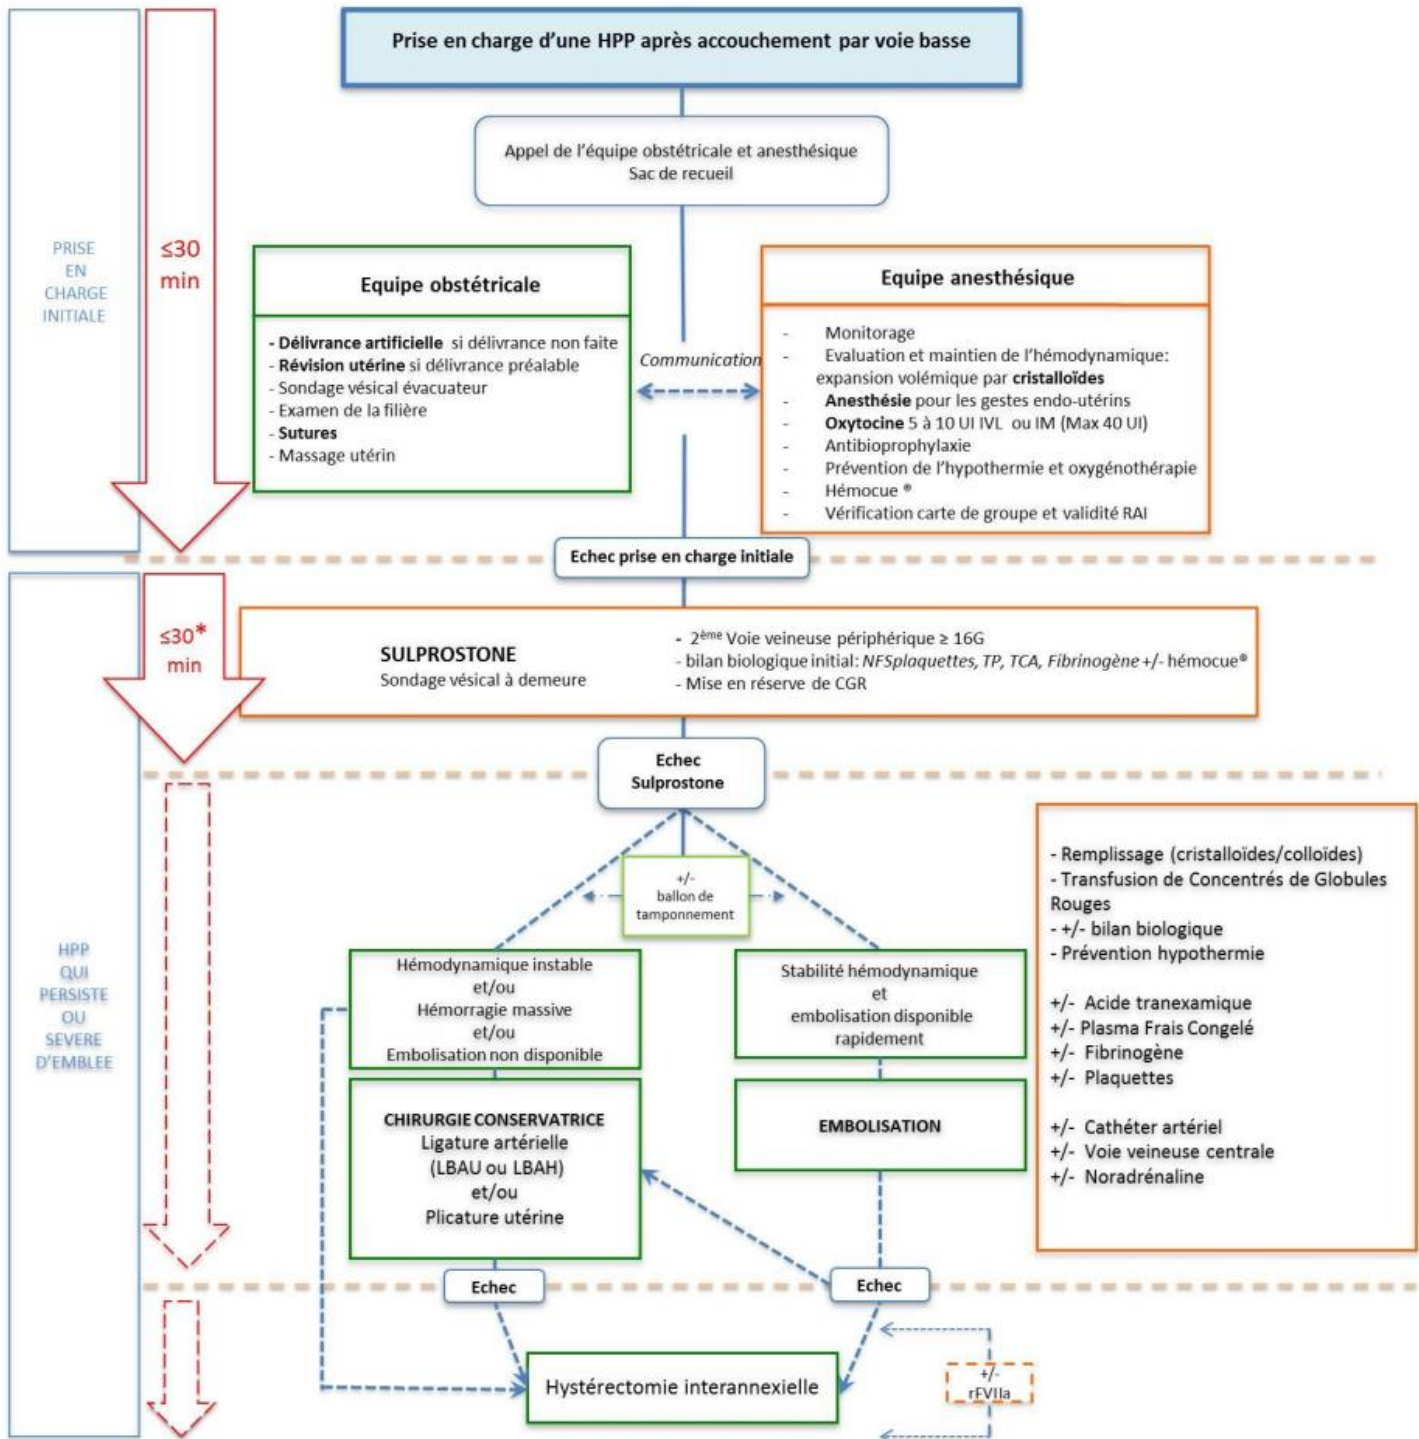 Prise en charge d'une HPP après accouchement par voie basse
Appel de l'équipe obstétricale et anesthésique
Sac de recueil
PRISE
EN
CHARGE
INITIALE
≤30
min
Equipe obstétricale
- Délivrance artificielle si délivrance non faite
- Révision utérine si délivrance préalable
- Sondage vésical évacuateur
- Examen de la filière
- Sutures
- Massage utérin
Communication
Equipe anesthésique
- Monitorage
- Evaluation et maintien de l'hémodynamique:
expansion volémique par cristalloïdes
- Anesthésie pour les gestes endo-utérins
- Oxytocine 5 à 10 UI IVL ou IM (Max 40 UI)
- Antibioprophylaxie
- Prévention de l'hypothermie et oxygénothérapie
- Hémocue ®
- Vérification carte de groupe et validité RAI
Echec prise en charge initiale
HPP
QUI
PERSISTE
OU
SEVERE
D'EMBLEE
≤30*
min
SULPROSTONE
Sondage vésical à demeure
- 2ème Voie veineuse périphérique ≥ 16G
- bilan biologique initial: NFSplaquettes, TP, TCA, Fibrinogène +/- hémocue®
- Mise en réserve de CGR
Echec
Sulprostone
+/-
ballon de
tamponnement
Hémodynamique instable
et/ou
Hémorragie massive
et/ou
Embolisation non disponible
Stabilité hémodynamique
et
embolisation disponible
rapidement
CHIRURGIE CONSERVATRICE
Ligature artérielle
(LBAU ou LBAH)
et/ou
Plicature utérine
EMBOLISATION
- Remplissage (cristalloïdes/colloïdes)
- Transfusion de Concentrés de Globules
Rouges
- +/- bilan biologique
- Prévention hypothermie
+/- Acide tranexamique
+/- Plasma Frais Congelé
+/- Fibrinogène
+/- Plaquettes
+/- Cathéter artériel
+/- Voie veineuse centrale
+/- Noradrénaline
Echec
Echec
Hystérectomie interannexielle
+/-
rFVIIa